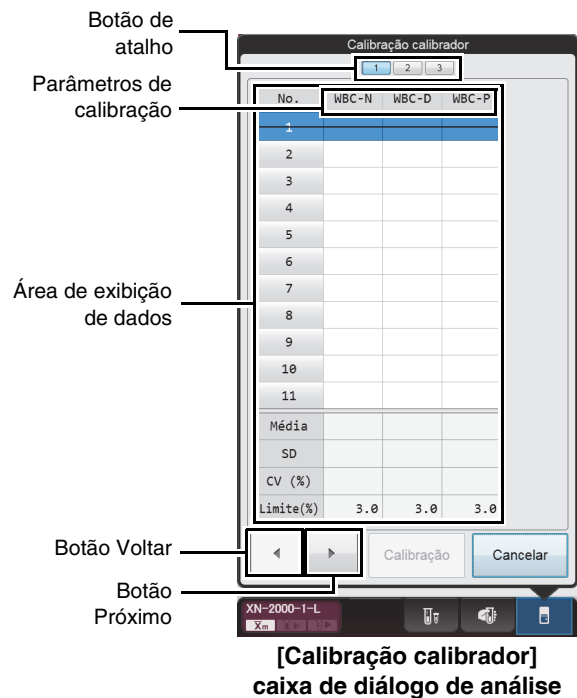 Botão de
atalho
Calibração calibrador
1 2 3
Parâmetros de
calibração
No. WBC-N WBC-D WBC-P
1
2
3
4
5
6
7
Área de exibição
de dados
8
9
10
11
Média
SD
CV (%)
Limite(%) 3.0 3.0 3.0
Botão Voltar
Calibração Cancelar
Botão
Próximo
XN-2000-1-L
Xm
[Calibração calibrador]
caixa de diálogo de análise